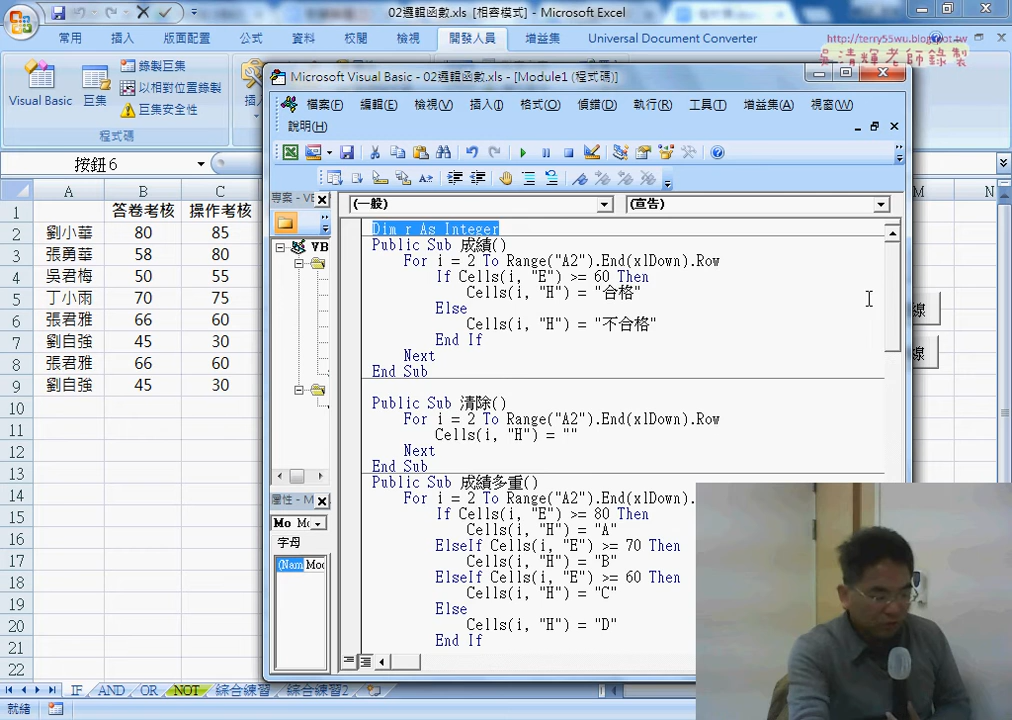 02邏輯函數.xls [相容模式] - Microsoft Excel
常用 插入 版面配置 公式 資料 校閱 檢視 開發人員 增益集 Universal Document Converter
http://terry55wu.blogspot.tw
吳清輝老師錄製
Visual Basic 巨集 錄製巨集
以相對位置錄製
巨集安全性
插
程式碼
按鈕6
Microsoft Visual Basic - 02邏輯函數.xls - [Module1 (程式碼)]
檔案(F) 編輯(E) 檢視(V) 插入(I) 格式(O) 偵錯(D) 執行(R) 工具(T) 增益集(A) 視窗(W)
說明(H)
專案 - VB
(一般) (宣告)
VB
屬性 - M
Mo Mo
字母
(Nam Mod
Dim r As Integer
Public Sub 成績()
For i = 2 To Range("A2").End(xlDown).Row
If Cells(i, "E") >= 60 Then
Cells(i, "H") = "合格"
Else
Cells(i, "H") = "不合格"
End If
Next
End Sub
Public Sub 清除()
For i = 2 To Range("A2").End(xlDown).Row
Cells(i, "H") = ""
Next
End Sub
Public Sub 成績多重()
For i = 2 To Range("A2").End(xlDown).
If Cells(i, "E") >= 80 Then
Cells(i, "H") = "A"
ElseIf Cells(i, "E") >= 70 Then
Cells(i, "H") = "B"
ElseIf Cells(i, "E") >= 60 Then
Cells(i, "H") = "C"
Else
Cells(i, "H") = "D"
End If
A B C M N
1 答卷考核 操作考核
2 劉小華 80 85
3 張勇華 58 80
4 吳君梅 50 55
5 丁小雨 70 75 線
6 張君雅 66 60
7 劉自強 45 30 線
8 張君雅 66 60
9 劉自強 45 30
10
11
12
13
14
15
16
17
18
19
20
21
22
IF AND OR NOT 綜合練習 綜合練習2
就緒